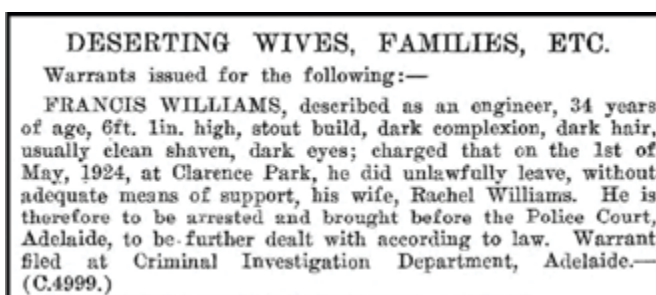 DESERTING WIVES, FAMILIES, ETC.
Warrants issued for the following:—
FRANCIS WILLIAMS, described as an engineer, 34 years
of age, 6ft. 1in. high, stout build, dark complexion, dark hair,
usually clean shaven, dark eyes; charged that on the 1st of
May, 1924, at Clarence Park, he did unlawfully leave, without
adequate means of support, his wife, Rachel Williams. He is
therefore to be arrested and brought before the Police Court,
Adelaide, to be further dealt with according to law. Warrant
filed at Criminal Investigation Department, Adelaide.—
(C.4999.)